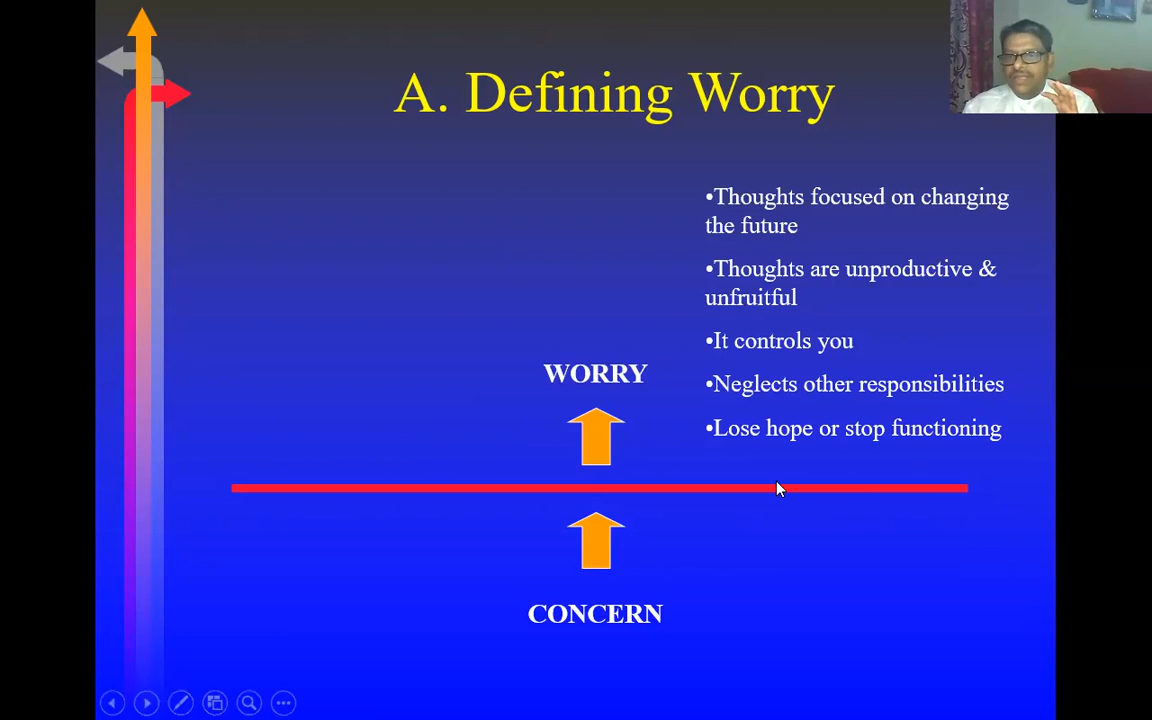 A. Defining Worry
•Thoughts focused on changing
the future
•Thoughts are unproductive &
unfruitful
•It controls you
•Neglects other responsibilities
•Lose hope or stop functioning
WORRY
CONCERN